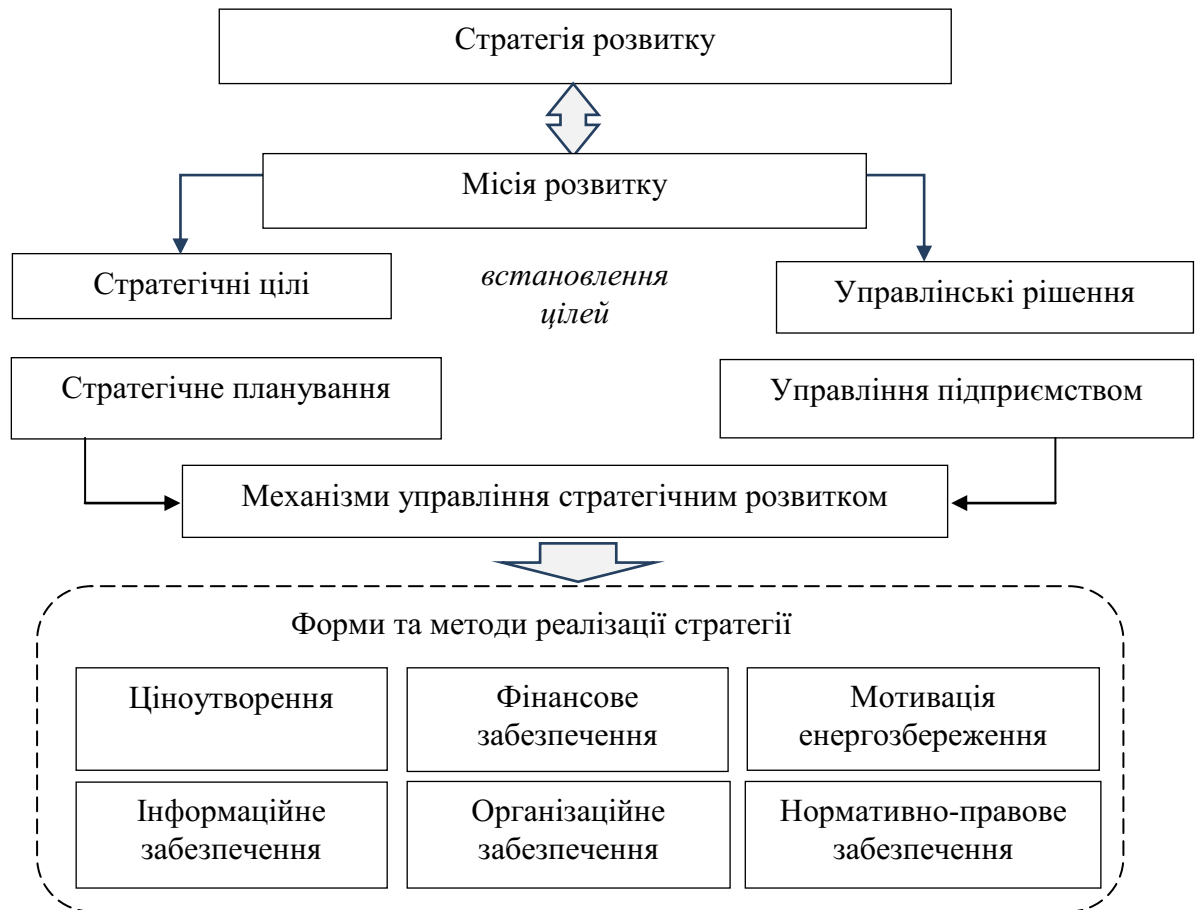 Стратегія розвитку
Місія розвитку
Стратегічні цілі
встановлення
цілей
Управлінські рішення
Стратегічне планування
Управління підприємством
Механізми управління стратегічним розвитком
Форми та методи реалізації стратегії
Ціноутворення
Фінансове
забезпечення
Мотивація
енергозбереження
Інформаційне
забезпечення
Організаційне
забезпечення
Нормативно-правове
забезпечення